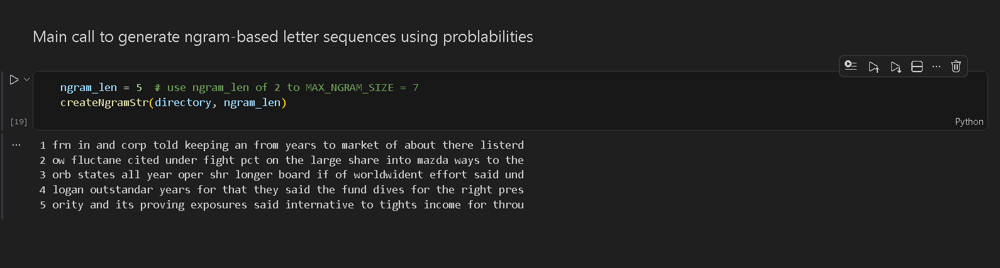 Main call to generate ngram-based letter sequences using problabilities
ngram_len = 5  # use ngram_len of 2 to MAX_NGRAM_SIZE = 7
createNgramStr(directory, ngram_len)
[19]
Python
1 frn in and corp told keeping an from years to market of about there listerd
2 ow fluctane cited under fight pct on the large share into mazda ways to the
3 orb states all year oper shr longer board if of worldwident effort said und
4 logan outstandar years for that they said the fund dives for the right pres
5 ority and its proving exposures said internative to tights income for throu